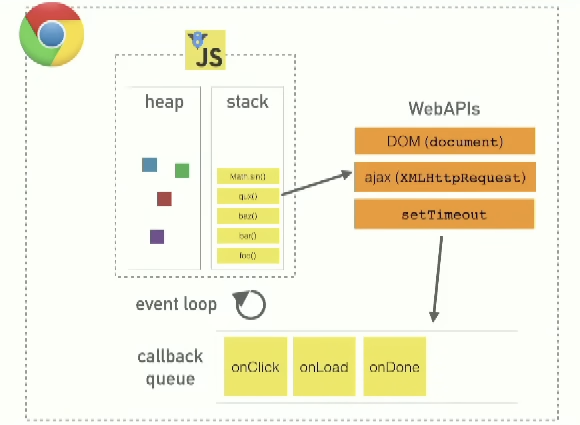 JS
heap
stack
WebAPIs
DOM (document)
ajax (XMLHttpRequest)
setTimeout
Math.sin()
qux()
baz()
bar()
foo()
event loop
callback
queue
onClick
onLoad
onDone